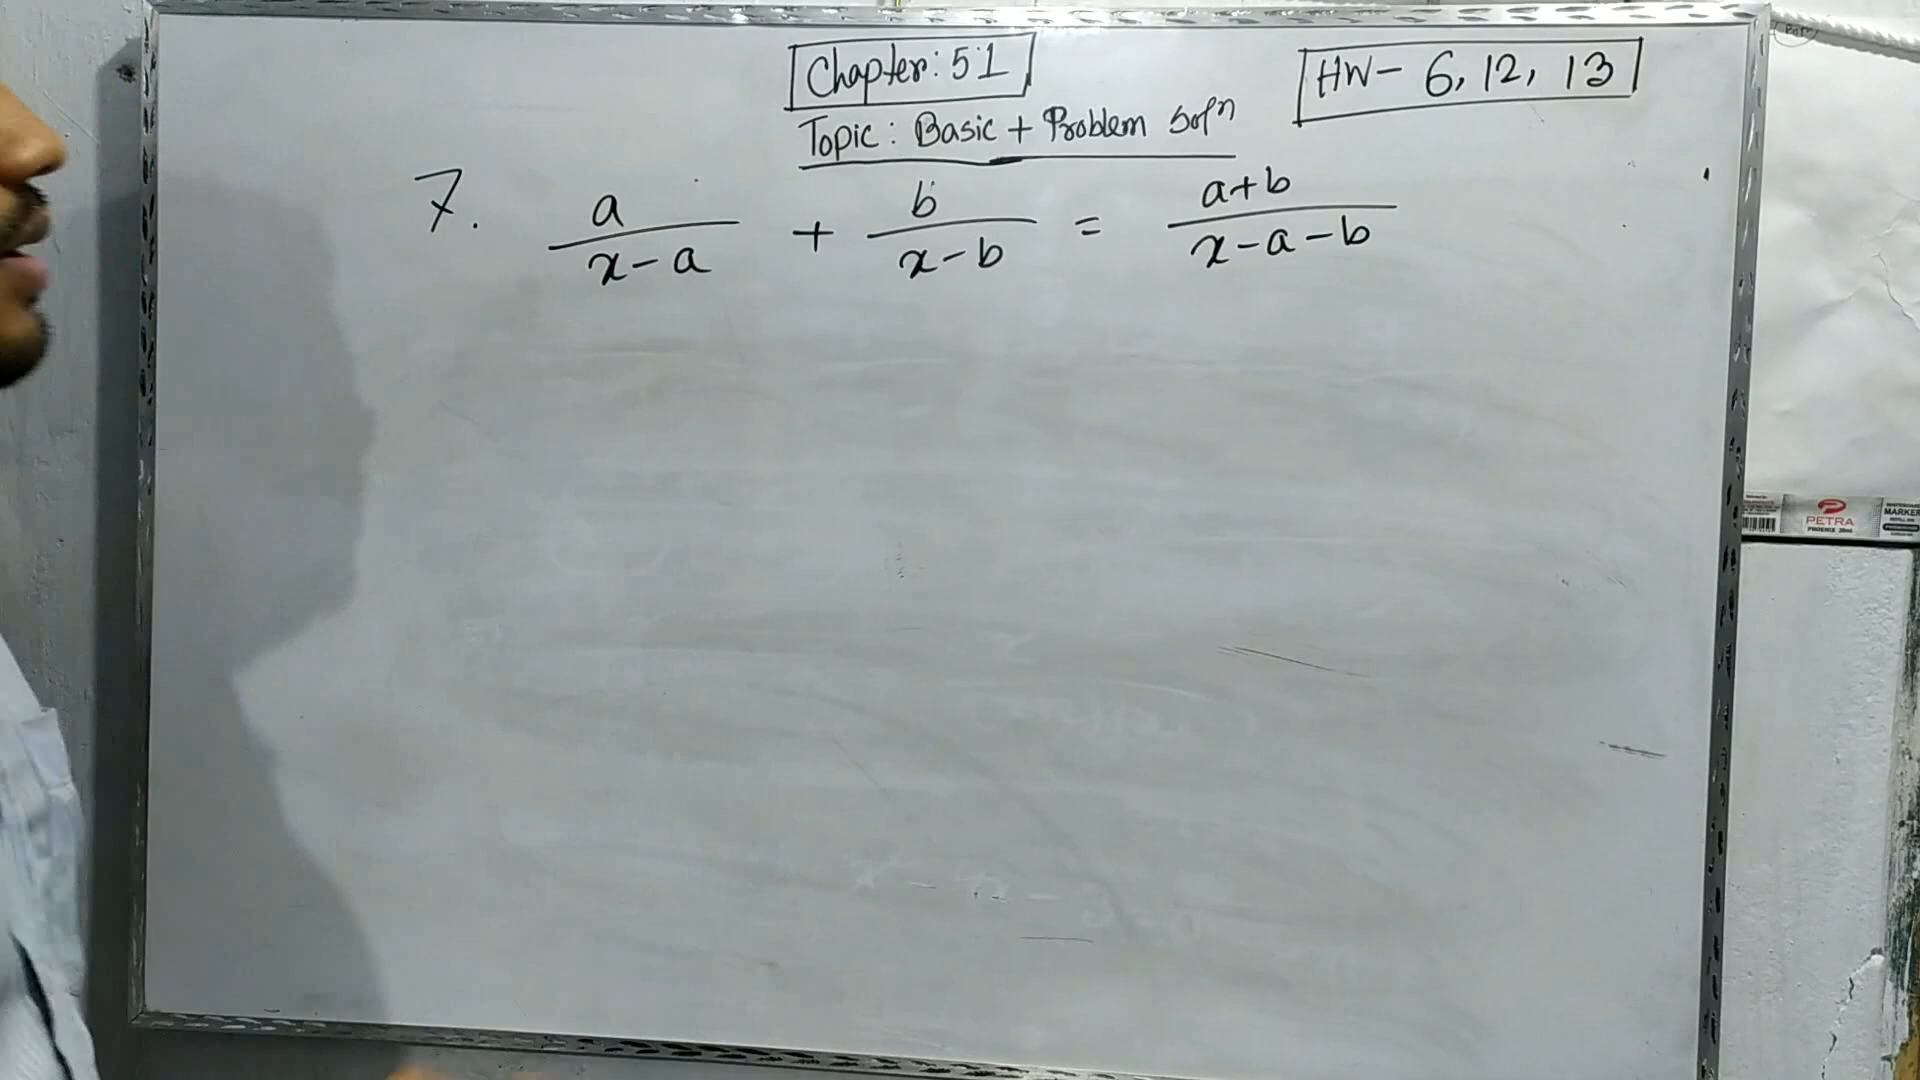 Chapter: 5.1
HW- 6, 12, 13
Topic: Basic + Problem Solⁿ
7. a/(x-a) + b/(x-b) = (a+b)/(x-a-b)
PETRA
MARKER